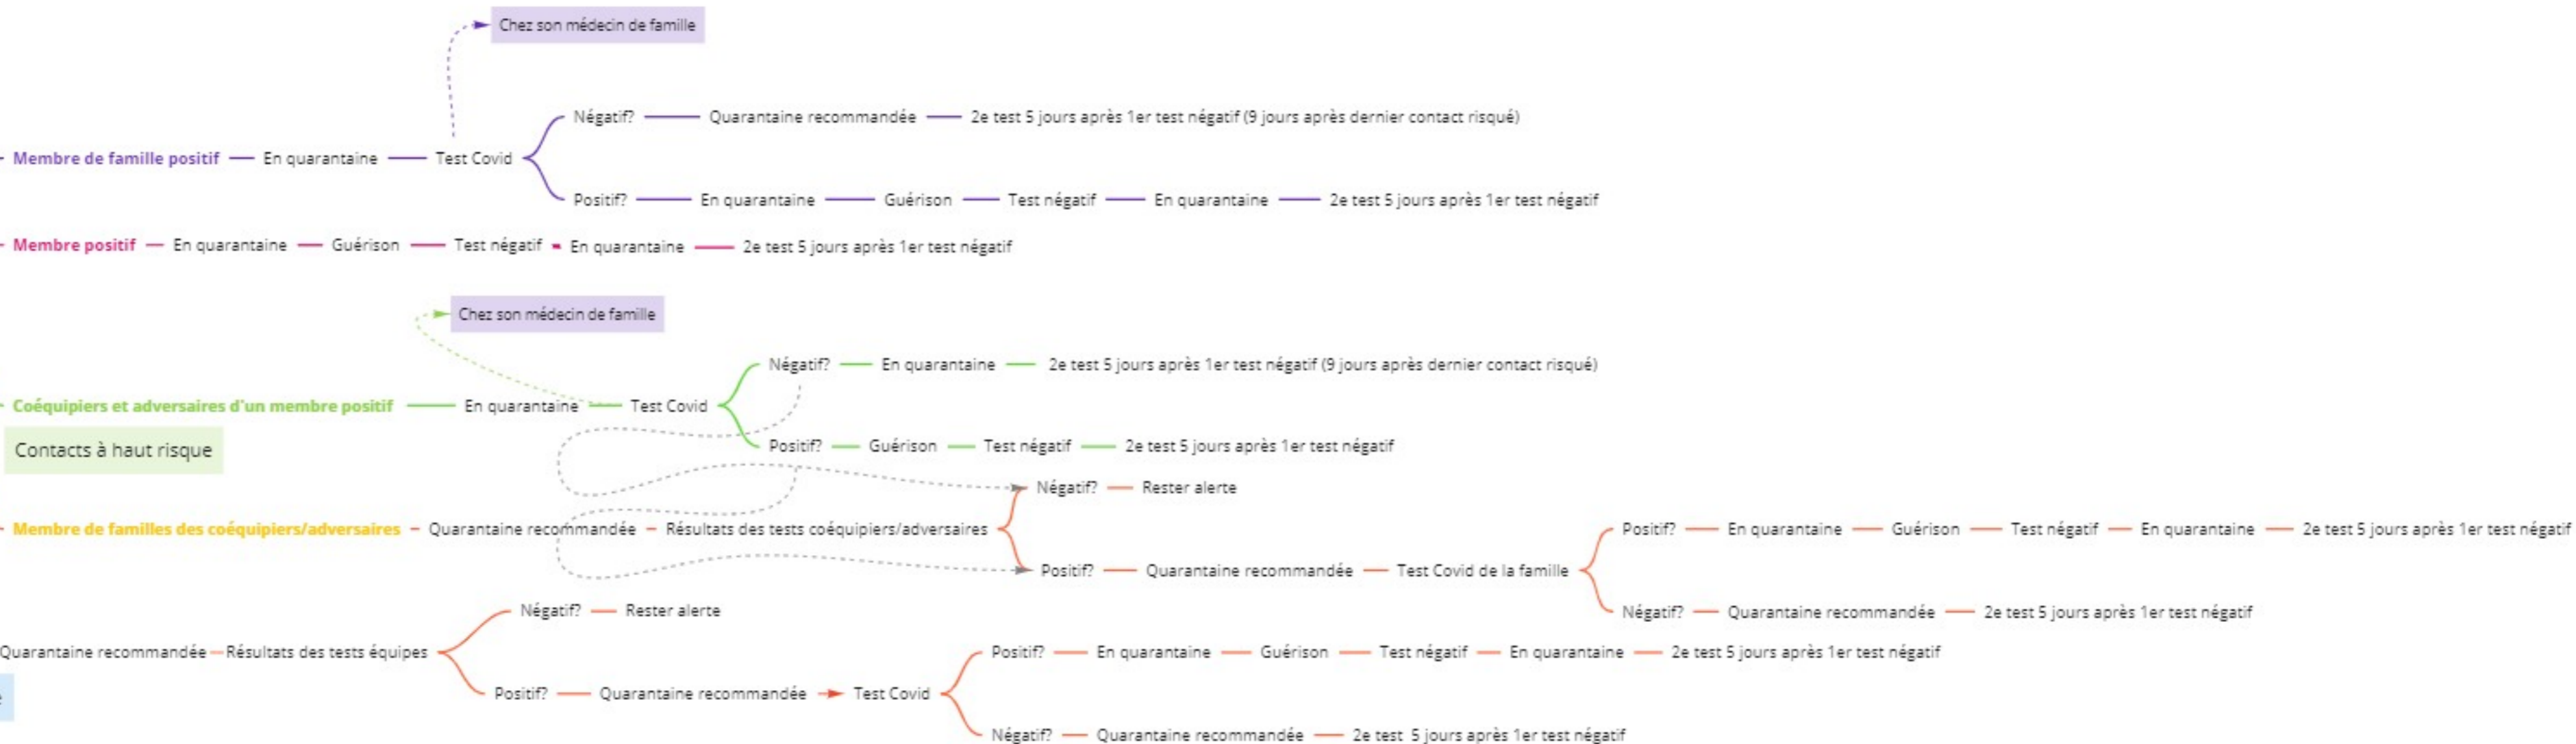 Chez son médecin de famille
Négatif? Quarantaine recommandée 2e test 5 jours après 1er test négatif (9 jours après dernier contact risqué)
Membre de famille positif En quarantaine Test Covid
Positif? En quarantaine Guérison Test négatif En quarantaine 2e test 5 jours après 1er test négatif
Membre positif En quarantaine Guérison Test négatif En quarantaine 2e test 5 jours après 1er test négatif
Chez son médecin de famille
Négatif? En quarantaine 2e test 5 jours après 1er test négatif (9 jours après dernier contact risqué)
Coéquipiers et adversaires d'un membre positif En quarantaine Test Covid
Positif? Guérison Test négatif 2e test 5 jours après 1er test négatif
Contacts à haut risque
Négatif? Rester alerte
Membre de familles des coéquipiers/adversaires Quarantaine recommandée Résultats des tests coéquipiers/adversaires Positif? En quarantaine Guérison Test négatif En quarantaine 2e test 5 jours après 1er test négatif
Positif? Quarantaine recommandée Test Covid de la famille
Négatif? Rester alerte Négatif? Quarantaine recommandée 2e test 5 jours après 1er test négatif
Quarantaine recommandée Résultats des tests équipes Positif? En quarantaine Guérison Test négatif En quarantaine 2e test 5 jours après 1er test négatif
Positif? Quarantaine recommandée Test Covid
Négatif? Quarantaine recommandée 2e test 5 jours après 1er test négatif